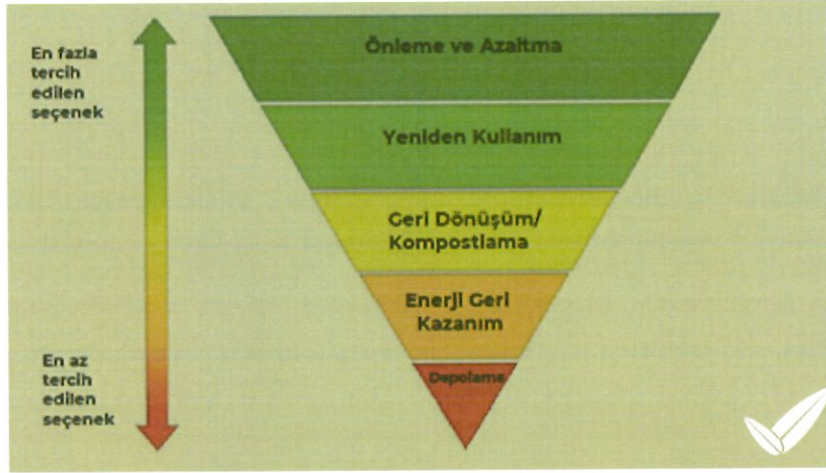 En fazla
tercih
edilen
seçenek
Önleme ve Azaltma
Yeniden Kullanım
Geri Dönüşüm/
Kompostlama
Enerji Geri
Kazanım
Depolama
En az
tercih
edilen
seçenek